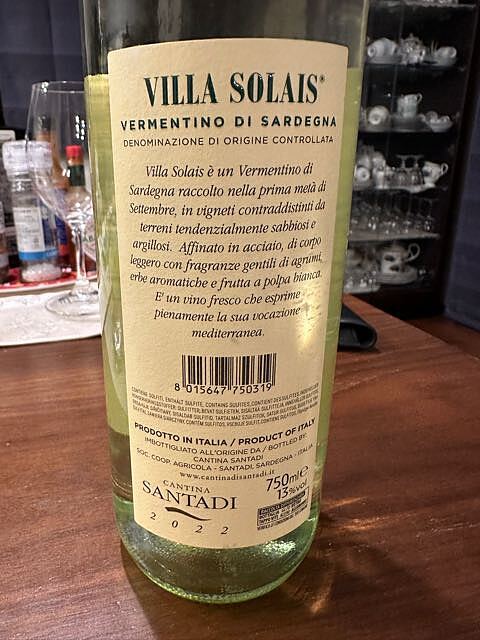 VILLA SOLAIS®
VERMENTINO DI SARDEGNA
DENOMINAZIONE DI ORIGINE CONTROLLATA
Villa Solais è un Vermentino di
Sardegna raccolto nella prima metà di
Settembre, in vigneti contraddistinti da
terreni tendenzialmente sabbiosi e
argillosi. Affinato in acciaio, di corpo
leggero con fragranze gentili di agrumi,
erbe aromatiche e frutta a polpa bianca.
E' un vino fresco che esprime
pienamente la sua vocazione
mediterranea.
8 015647 750319
PRODOTTO IN ITALIA / PRODUCT OF ITALY
IMBOTTIGLIATO ALL'ORIGINE DA / BOTTLED BY:
CANTINA SANTADI
SOC. COOP. AGRICOLA - SANTADI, SARDEGNA - ITALIA
www.cantinadisantadi.it
750ml e
13%vol
CANTINA
SANTADI
2022